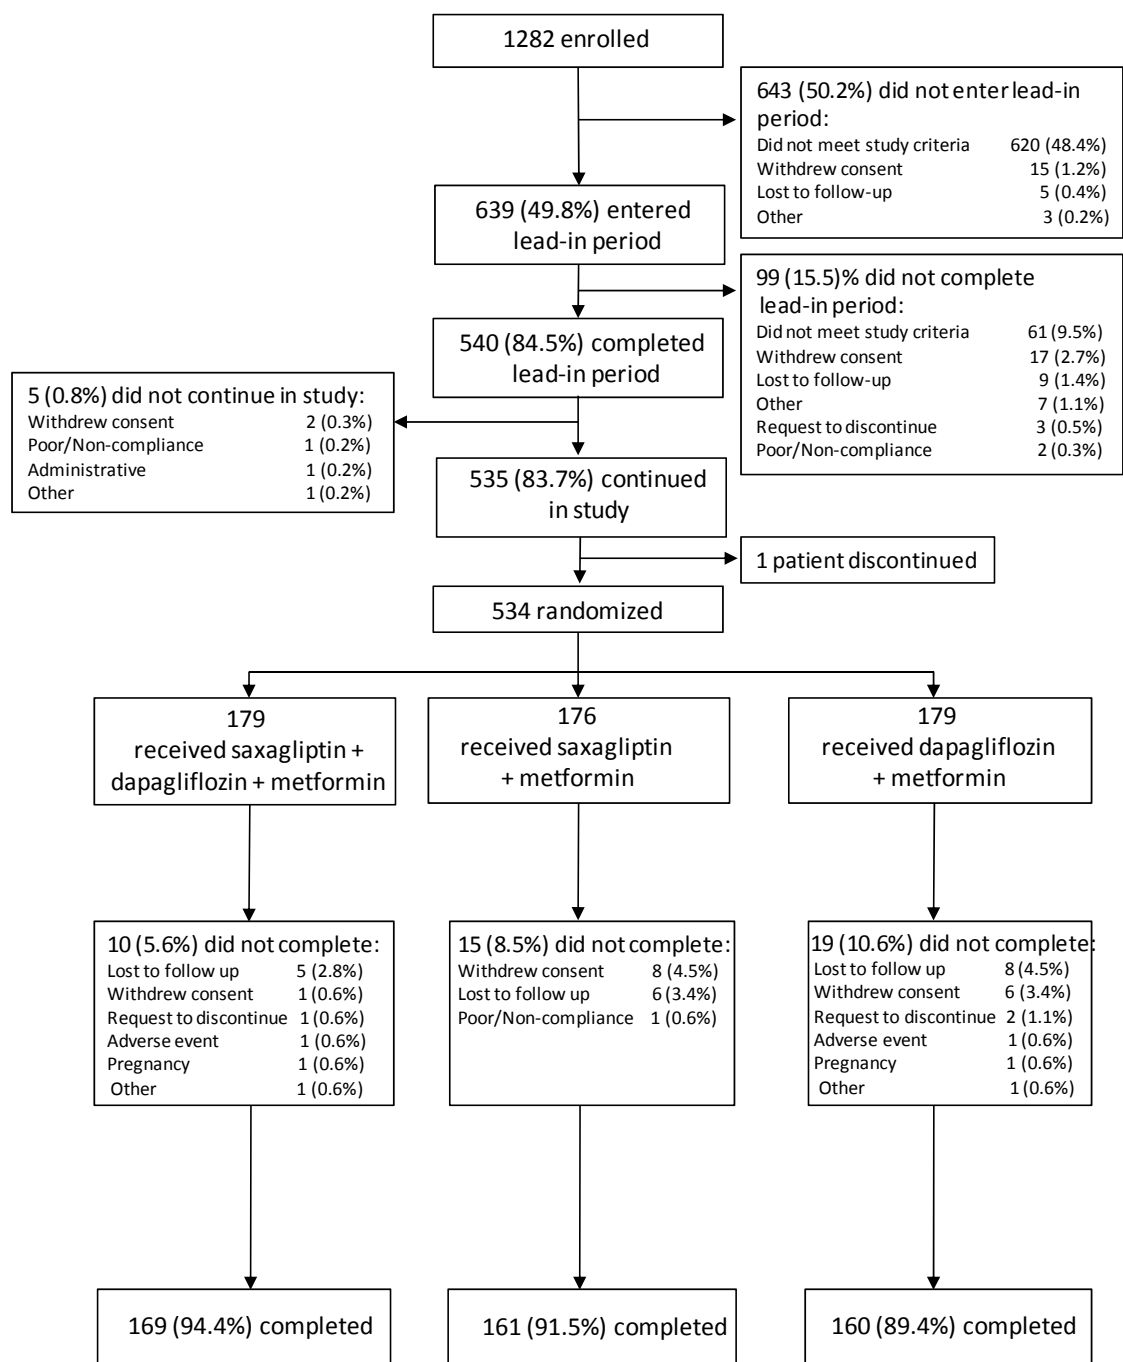 1282 enrolled
643 (50.2%) did not enter lead-in
period:
Did not meet study criteria 620 (48.4%)
Withdrew consent 15 (1.2%)
Lost to follow-up 5 (0.4%)
Other 3 (0.2%)
639 (49.8%) entered
lead-in period
99 (15.5)% did not complete
lead-in period:
Did not meet study criteria 61 (9.5%)
Withdrew consent 17 (2.7%)
Lost to follow-up 9 (1.4%)
Other 7 (1.1%)
Request to discontinue 3 (0.5%)
Poor/Non-compliance 2 (0.3%)
540 (84.5%) completed
lead-in period
5 (0.8%) did not continue in study:
Withdrew consent 2 (0.3%)
Poor/Non-compliance 1 (0.2%)
Administrative 1 (0.2%)
Other 1 (0.2%)
535 (83.7%) continued
in study
1 patient discontinued
534 randomized
179
received saxagliptin +
dapagliflozin + metformin
176
received saxagliptin
+ metformin
179
received dapagliflozin
+ metformin
10 (5.6%) did not complete:
Lost to follow up 5 (2.8%)
Withdrew consent 1 (0.6%)
Request to discontinue 1 (0.6%)
Adverse event 1 (0.6%)
Pregnancy 1 (0.6%)
Other 1 (0.6%)
15 (8.5%) did not complete:
Withdrew consent 8 (4.5%)
Lost to follow up 6 (3.4%)
Poor/Non-compliance 1 (0.6%)
19 (10.6%) did not complete:
Lost to follow up 8 (4.5%)
Withdrew consent 6 (3.4%)
Request to discontinue 2 (1.1%)
Adverse event 1 (0.6%)
Pregnancy 1 (0.6%)
Other 1 (0.6%)
169 (94.4%) completed
161 (91.5%) completed
160 (89.4%) completed